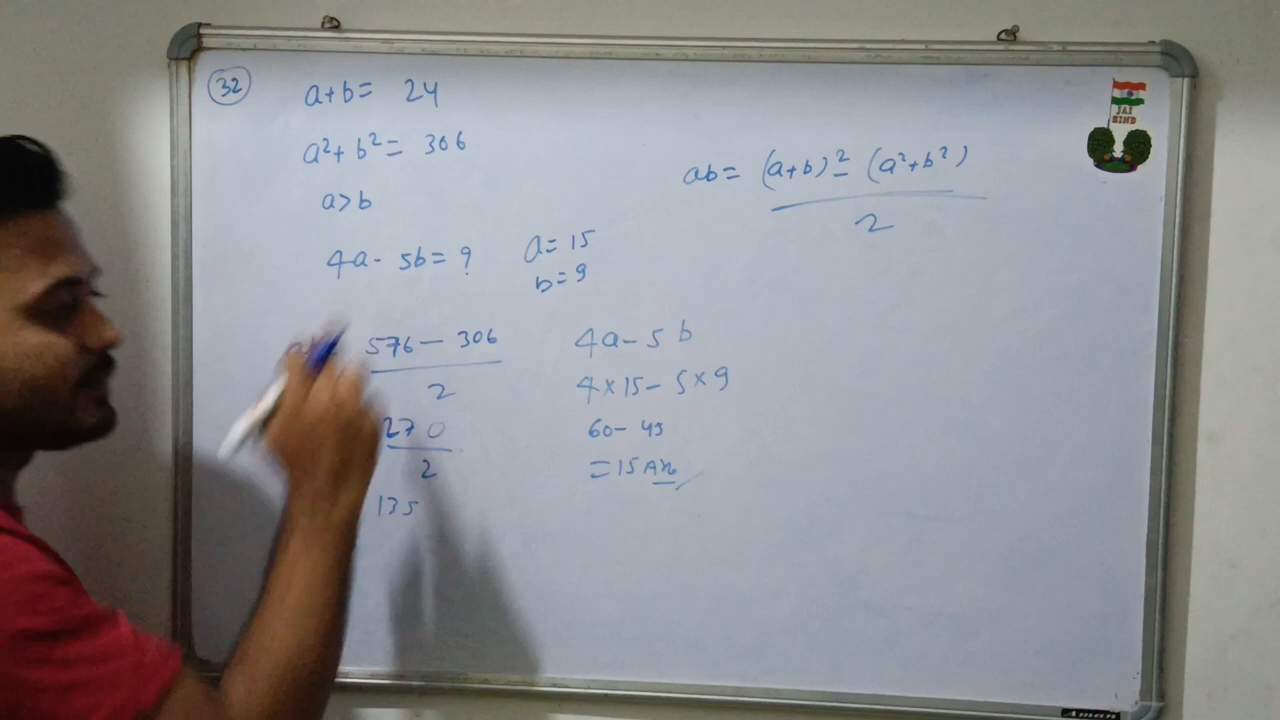 32
a+b= 24
a²+b²= 306
a>b
4a- 5b= ?
a= 15
b=9
ab= (a+b)²- (a²+b²)
2
576- 306
2
270
2
135
4a-5b
4×15-5×9
60-45
=15 Ans
JAI
HIND
Aman